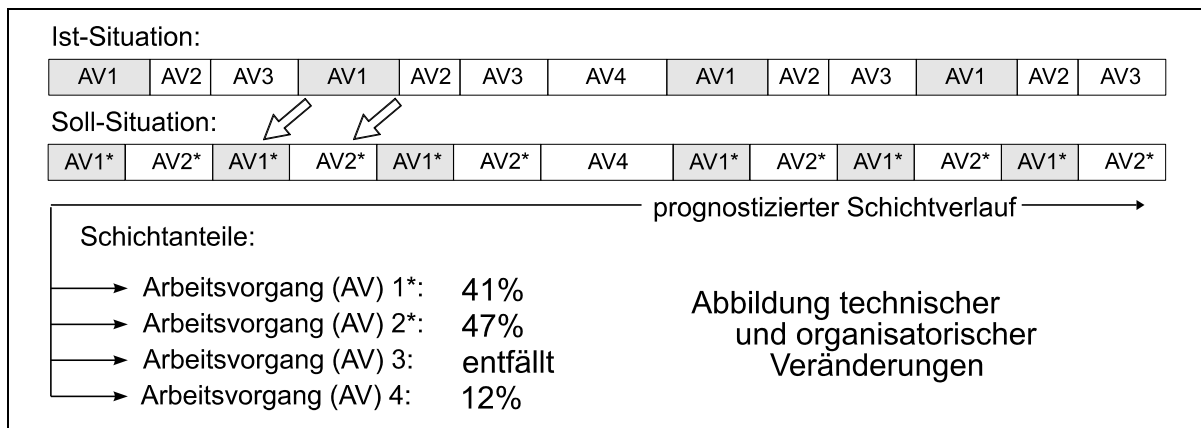 Ist-Situation:
AV1 AV2 AV3 AV1 AV2 AV3 AV4 AV1 AV2 AV3 AV1 AV2 AV3
Soll-Situation:
AV1* AV2* AV1* AV2* AV1* AV2* AV4 AV1* AV2* AV1* AV2* AV1* AV2*
prognostizierter Schichtverlauf
Schichtanteile:
Arbeitsvorgang (AV) 1*: 41%
Arbeitsvorgang (AV) 2*: 47%
Arbeitsvorgang (AV) 3: entfällt
Arbeitsvorgang (AV) 4: 12%
Abbildung technischer
und organisatorischer
Veränderungen